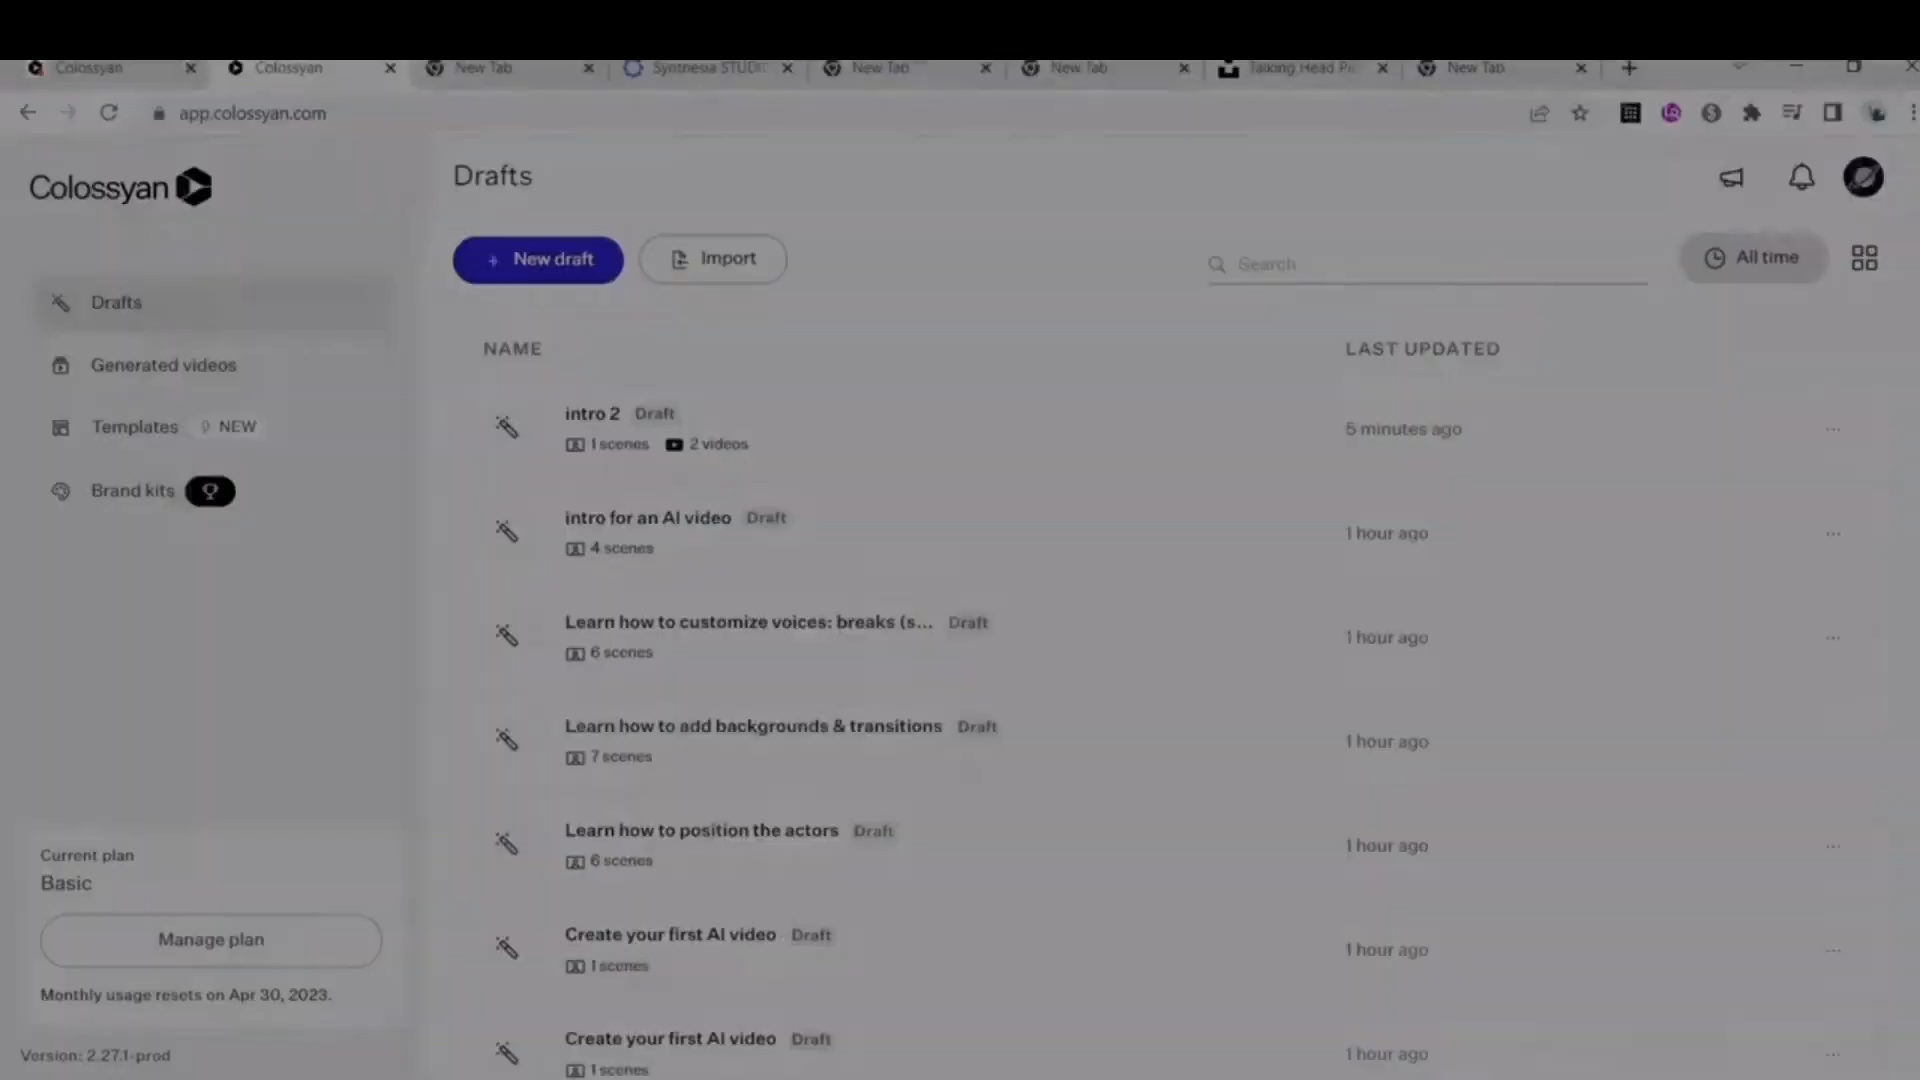 Colossyan
Colossyan
New Tab
Synthesia STUDI
New Tab
New Tab
Talking Head Pi
New Tab
app.colossyan.com
Colossyan
Drafts
New draft
Import
Search
All time
Drafts
Generated videos
Templates
NEW
Brand kits
NAME
LAST UPDATED
intro 2 Draft
1 scenes 2 videos
5 minutes ago
intro for an AI video Draft
4 scenes
1 hour ago
Learn how to customize voices: breaks (s... Draft
6 scenes
1 hour ago
Learn how to add backgrounds & transitions Draft
7 scenes
1 hour ago
Learn how to position the actors Draft
6 scenes
1 hour ago
Create your first AI video Draft
1 scenes
1 hour ago
Create your first AI video Draft
1 scenes
1 hour ago
Current plan
Basic
Manage plan
Monthly usage resets on Apr 30, 2023.
Version: 2.27.1-prod